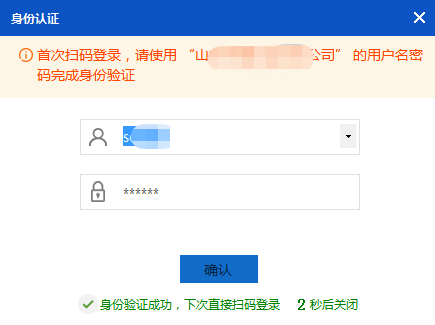 身份认证
首次扫码登录，请使用 “山 公司” 的用户名密
码完成身份验证
s
******
确认
身份验证成功，下次直接扫码登录 2 秒后关闭